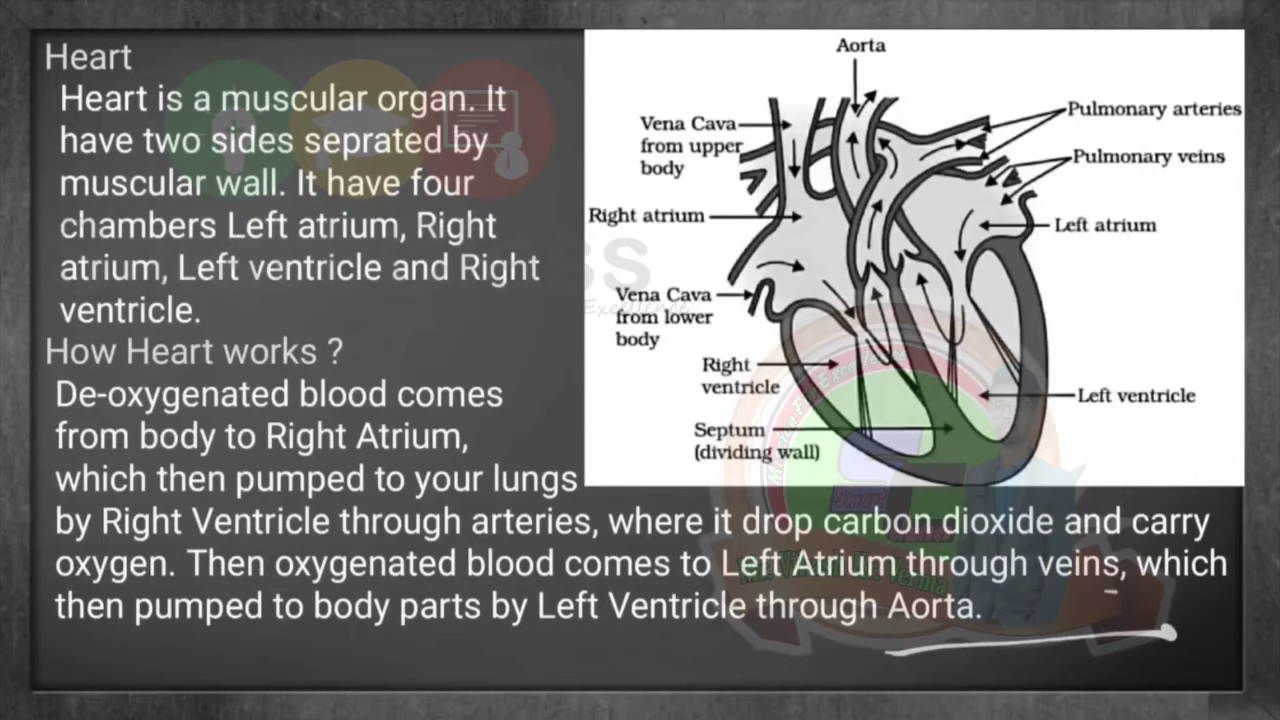 Heart
Heart is a muscular organ. It
have two sides seprated by
muscular wall. It have four
chambers Left atrium, Right
atrium, Left ventricle and Right
ventricle.
How Heart works ?
De-oxygenated blood comes
from body to Right Atrium,
which then pumped to your lungs
by Right Ventricle through arteries, where it drop carbon dioxide and carry
oxygen. Then oxygenated blood comes to Left Atrium through veins, which
then pumped to body parts by Left Ventricle through Aorta.
Aorta
Pulmonary arteries
Vena Cava
from upper
body
Pulmonary veins
Right atrium
Left atrium
Vena Cava
from lower
body
Right
ventricle
Left ventricle
Septum
(dividing wall)
ss
Excellence
Smart
Verma